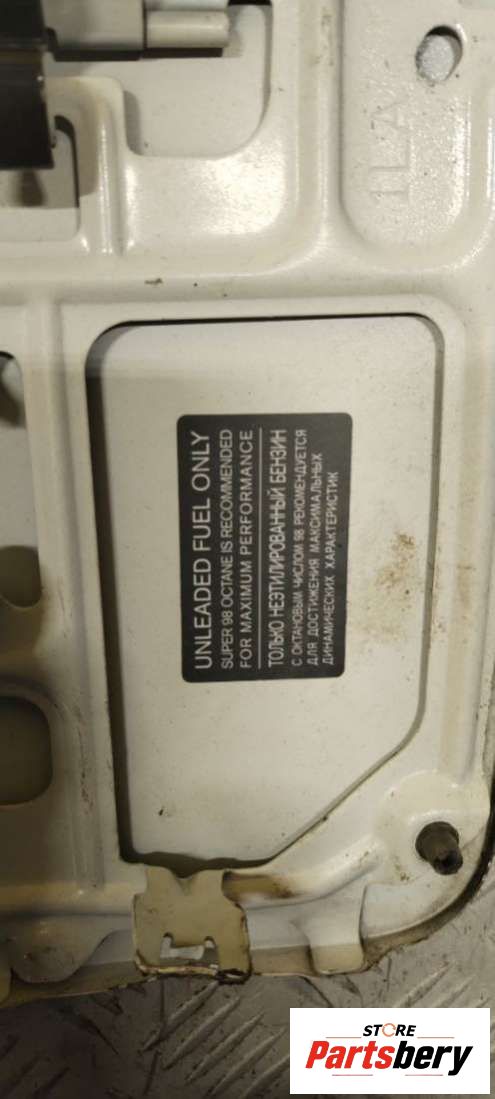 1LA
UNLEADED FUEL ONLY
SUPER 98 OCTANE IS RECOMMENDED
FOR MAXIMUM PERFORMANCE
ТОЛЬКО НЕЭТИЛИРОВАННЫЙ БЕНЗИН
С ОКТАНОВЫМ ЧИСЛОМ 98 РЕКОМЕНДУЕТСЯ
ДЛЯ ДОСТИЖЕНИЯ МАКСИМАЛЬНЫХ
ДИНАМИЧЕСКИХ ХАРАКТЕРИСТИК
STORE
Partsbery